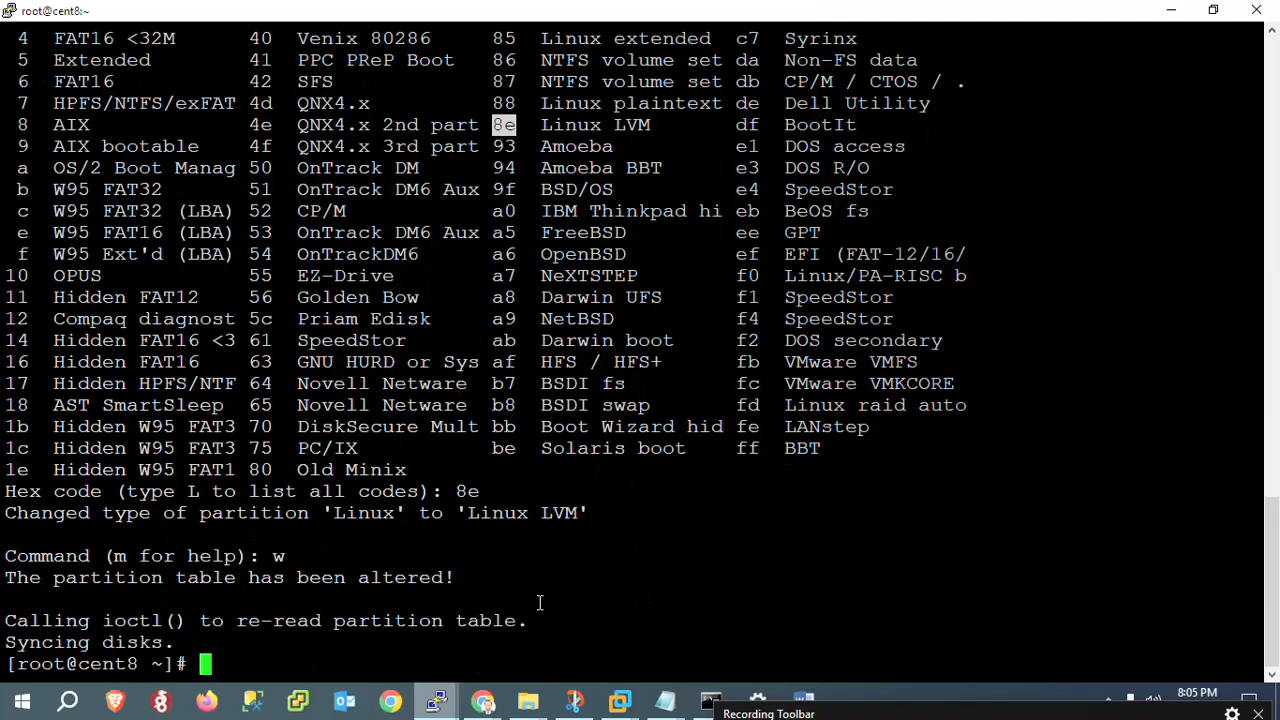 root@cent8:~
4 FAT16 <32M 40 Venix 80286 85 Linux extended c7 Syrinx
5 Extended 41 PPC PReP Boot 86 NTFS volume set da Non-FS data
6 FAT16 42 SFS 87 NTFS volume set db CP/M / CTOS / .
7 HPFS/NTFS/exFAT 4d QNX4.x 88 Linux plaintext de Dell Utility
8 AIX 4e QNX4.x 2nd part 8e Linux LVM df BootIt
9 AIX bootable 4f QNX4.x 3rd part 93 Amoeba e1 DOS access
a OS/2 Boot Manag 50 OnTrack DM 94 Amoeba BBT e3 DOS R/O
b W95 FAT32 51 OnTrack DM6 Aux 9f BSD/OS e4 SpeedStor
c W95 FAT32 (LBA) 52 CP/M a0 IBM Thinkpad hi eb BeOS fs
e W95 FAT16 (LBA) 53 OnTrack DM6 Aux a5 FreeBSD ee GPT
f W95 Ext'd (LBA) 54 OnTrackDM6 a6 OpenBSD ef EFI (FAT-12/16/
10 OPUS 55 EZ-Drive a7 NeXTSTEP f0 Linux/PA-RISC b
11 Hidden FAT12 56 Golden Bow a8 Darwin UFS f1 SpeedStor
12 Compaq diagnost 5c Priam Edisk a9 NetBSD f4 SpeedStor
14 Hidden FAT16 <3 61 SpeedStor ab Darwin boot f2 DOS secondary
16 Hidden FAT16 63 GNU HURD or Sys af HFS / HFS+ fb VMware VMFS
17 Hidden HPFS/NTF 64 Novell Netware b7 BSDI fs fc VMware VMKCORE
18 AST SmartSleep 65 Novell Netware b8 BSDI swap fd Linux raid auto
1b Hidden W95 FAT3 70 DiskSecure Mult bb Boot Wizard hid fe LANstep
1c Hidden W95 FAT3 75 PC/IX be Solaris boot ff BBT
1e Hidden W95 FAT1 80 Old Minix
Hex code (type L to list all codes): 8e
Changed type of partition 'Linux' to 'Linux LVM'
Command (m for help): w
The partition table has been altered!
Calling ioctl() to re-read partition table.
Syncing disks.
[root@cent8 ~]#
8:05 PM
Recording Toolbar